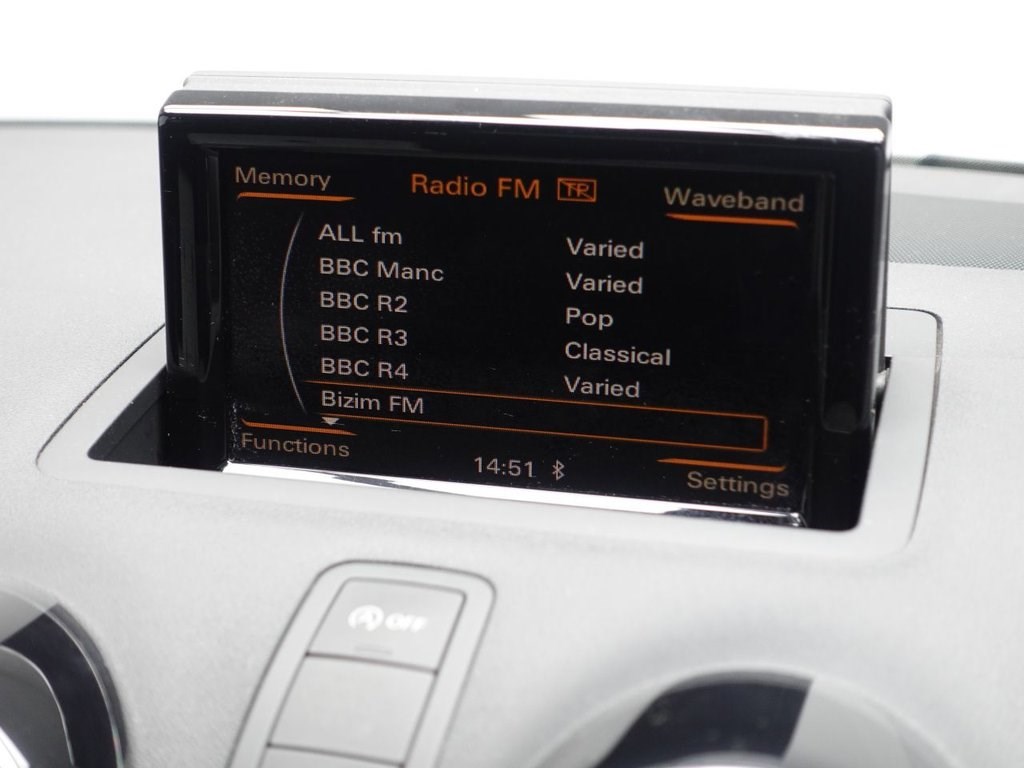 Memory Radio FM TP Waveband
ALL fm Varied
BBC Manc Varied
BBC R2 Pop
BBC R3 Classical
BBC R4 Varied
Bizim FM
Functions 14:51 Settings
A OFF